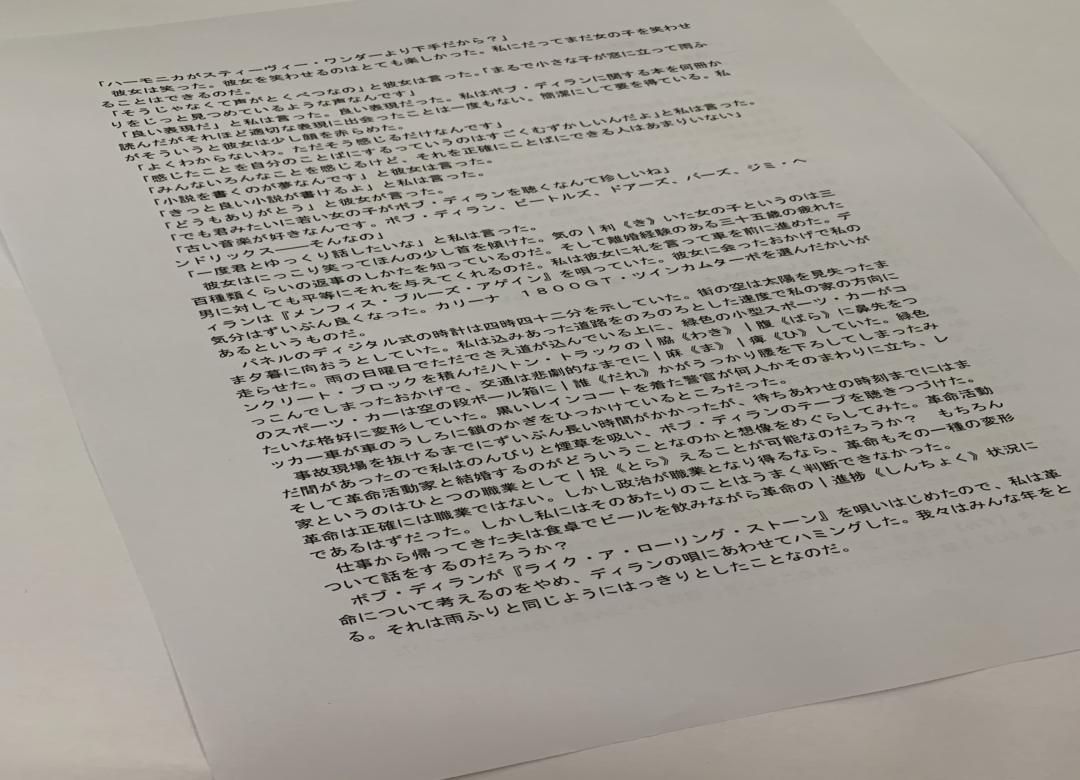 「ハーモニカがスティーヴィー・ワンダーより下手だから?」
彼女は笑った。彼女を笑わせるのはとても楽しかった。私にだってまだ女の子を笑わせ
ることはできるのだ。
「そうじゃなくて声がとくべつなの」と彼女は言った。「まるで小さな子が窓に立って雨ふ
りをじっと見つめているような声なんです」
「良い表現だ」と私は言った。良い表現だった。私はボブ・ディランに関する本を何冊か
読んだがそれほど適切な表現に出会ったことは一度もない。簡潔にして要を得ている。私
がそういうと彼女は少し顔を赤らめた。
「よくわからないわ。ただそう感じるだけなんです」
「感じたことを自分のことばにするっていうのはすごくむずかしいんだよ」と私は言った。
「みんないろんなことを感じるけど、それを正確にことばにできる人はあまりいない」
「小説を書くのが夢なんです」と彼女は言った。
「きっと良い小説が書けるよ」と私は言った。
「どうもありがとう」と彼女が言った。
「でも君みたいに若い女の子がボブ・ディランを聴くなんて珍しいね」
「古い音楽が好きなんです。ボブ・ディラン、ビートルズ、ドアーズ、バーズ、ジミ・ヘ
ンドリックス――そんなの」
「一度君とゆっくり話したいな」と私は言った。
彼女はにっこり笑ってほんの少し首を傾けた。気の|利《き》いた女の子というのは三
百種類くらいの返事のしかたを知っているのだ。そして離婚経験のある三十五歳の疲れた
男に対しても平等にそれを与えてくれるのだ。私は彼女に礼を言って車を前に進めた。デ
ィランは『メンフィス・ブルーズ・アゲイン』を唄っていた。彼女に会ったおかげで私の
気分はずいぶん良くなった。カリーナ 1800GT・ツインカムターボを選んだかいが
あるというものだ。
パネルのディジタル式の時計は四時四十二分を示していた。街の空は太陽を見失ったま
ま夕暮に向おうとしていた。私は込みあった道路をのろのろとした速度で私の家の方向に
走らせた。雨の日曜日でただでさえ道が込んでいる上に、緑色の小型スポーツ・カーがコ
ンクリート・ブロックを積んだ八トン・トラックの|脇《わき》|腹《ばら》に鼻先をつ
っこんでしまったおかげで、交通は悲劇的なまでに|麻《ま》|痺《ひ》していた。緑色
のスポーツ・カーは空の段ボール箱に|誰《だれ》かがうっかり腰を下ろしてしまったみ
たいな格好に変形していた。黒いレインコートを着た警官が何人かそのまわりに立ち、レ
ッカー車が車のうしろに鎖のかぎをひっかけているところだった。
事故現場を抜けるまでにずいぶん長い時間がかかったが、待ちあわせの時刻までにはま
だ間があったので私はのんびりと煙草を吸い、ボブ・ディランのテープを聴きつづけた。
そして革命活動家と結婚するのがどういうことなのかと想像をめぐらしてみた。革命活動
家というのはひとつの職業として|捉《とら》えることが可能なのだろうか? もちろん
革命は正確には職業ではない。しかし政治が職業となり得るなら、革命もその一種の変形
であるはずだった。しかし私にはそのあたりのことはうまく判断できなかった。
仕事から帰ってきた夫は食卓でビールを飲みながら革命の|進捗《しんちょく》状況に
ついて話をするのだろうか?
ボブ・ディランが『ライク・ア・ローリング・ストーン』を唄いはじめたので、私は革
命について考えるのをやめ、ディランの唄にあわせてハミングした。我々はみんな年をと
る。それは雨ふりと同じようにはっきりとしたことなのだ。